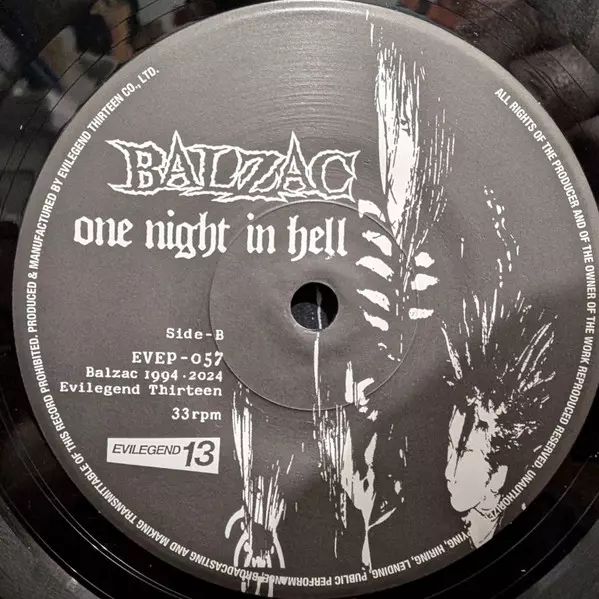 BALZAC
one night in hell
Side-B
EVEP-057
Balzac 1994-2024
Evilegend Thirteen
33rpm
EVILEGEND 13
ALL RIGHTS OF THE PRODUCER AND OF THE OWNER OF THE WORK REPRODUCED RESERVED. UNAUTHORIZED HIRING, LENDING, PUBLIC PERFORMANCE, BROADCASTING AND MAKING TRANSMITTABLE OF THIS RECORD PROHIBITED. PRODUCED & MANUFACTURED BY EVILEGEND THIRTEEN CO., LTD.